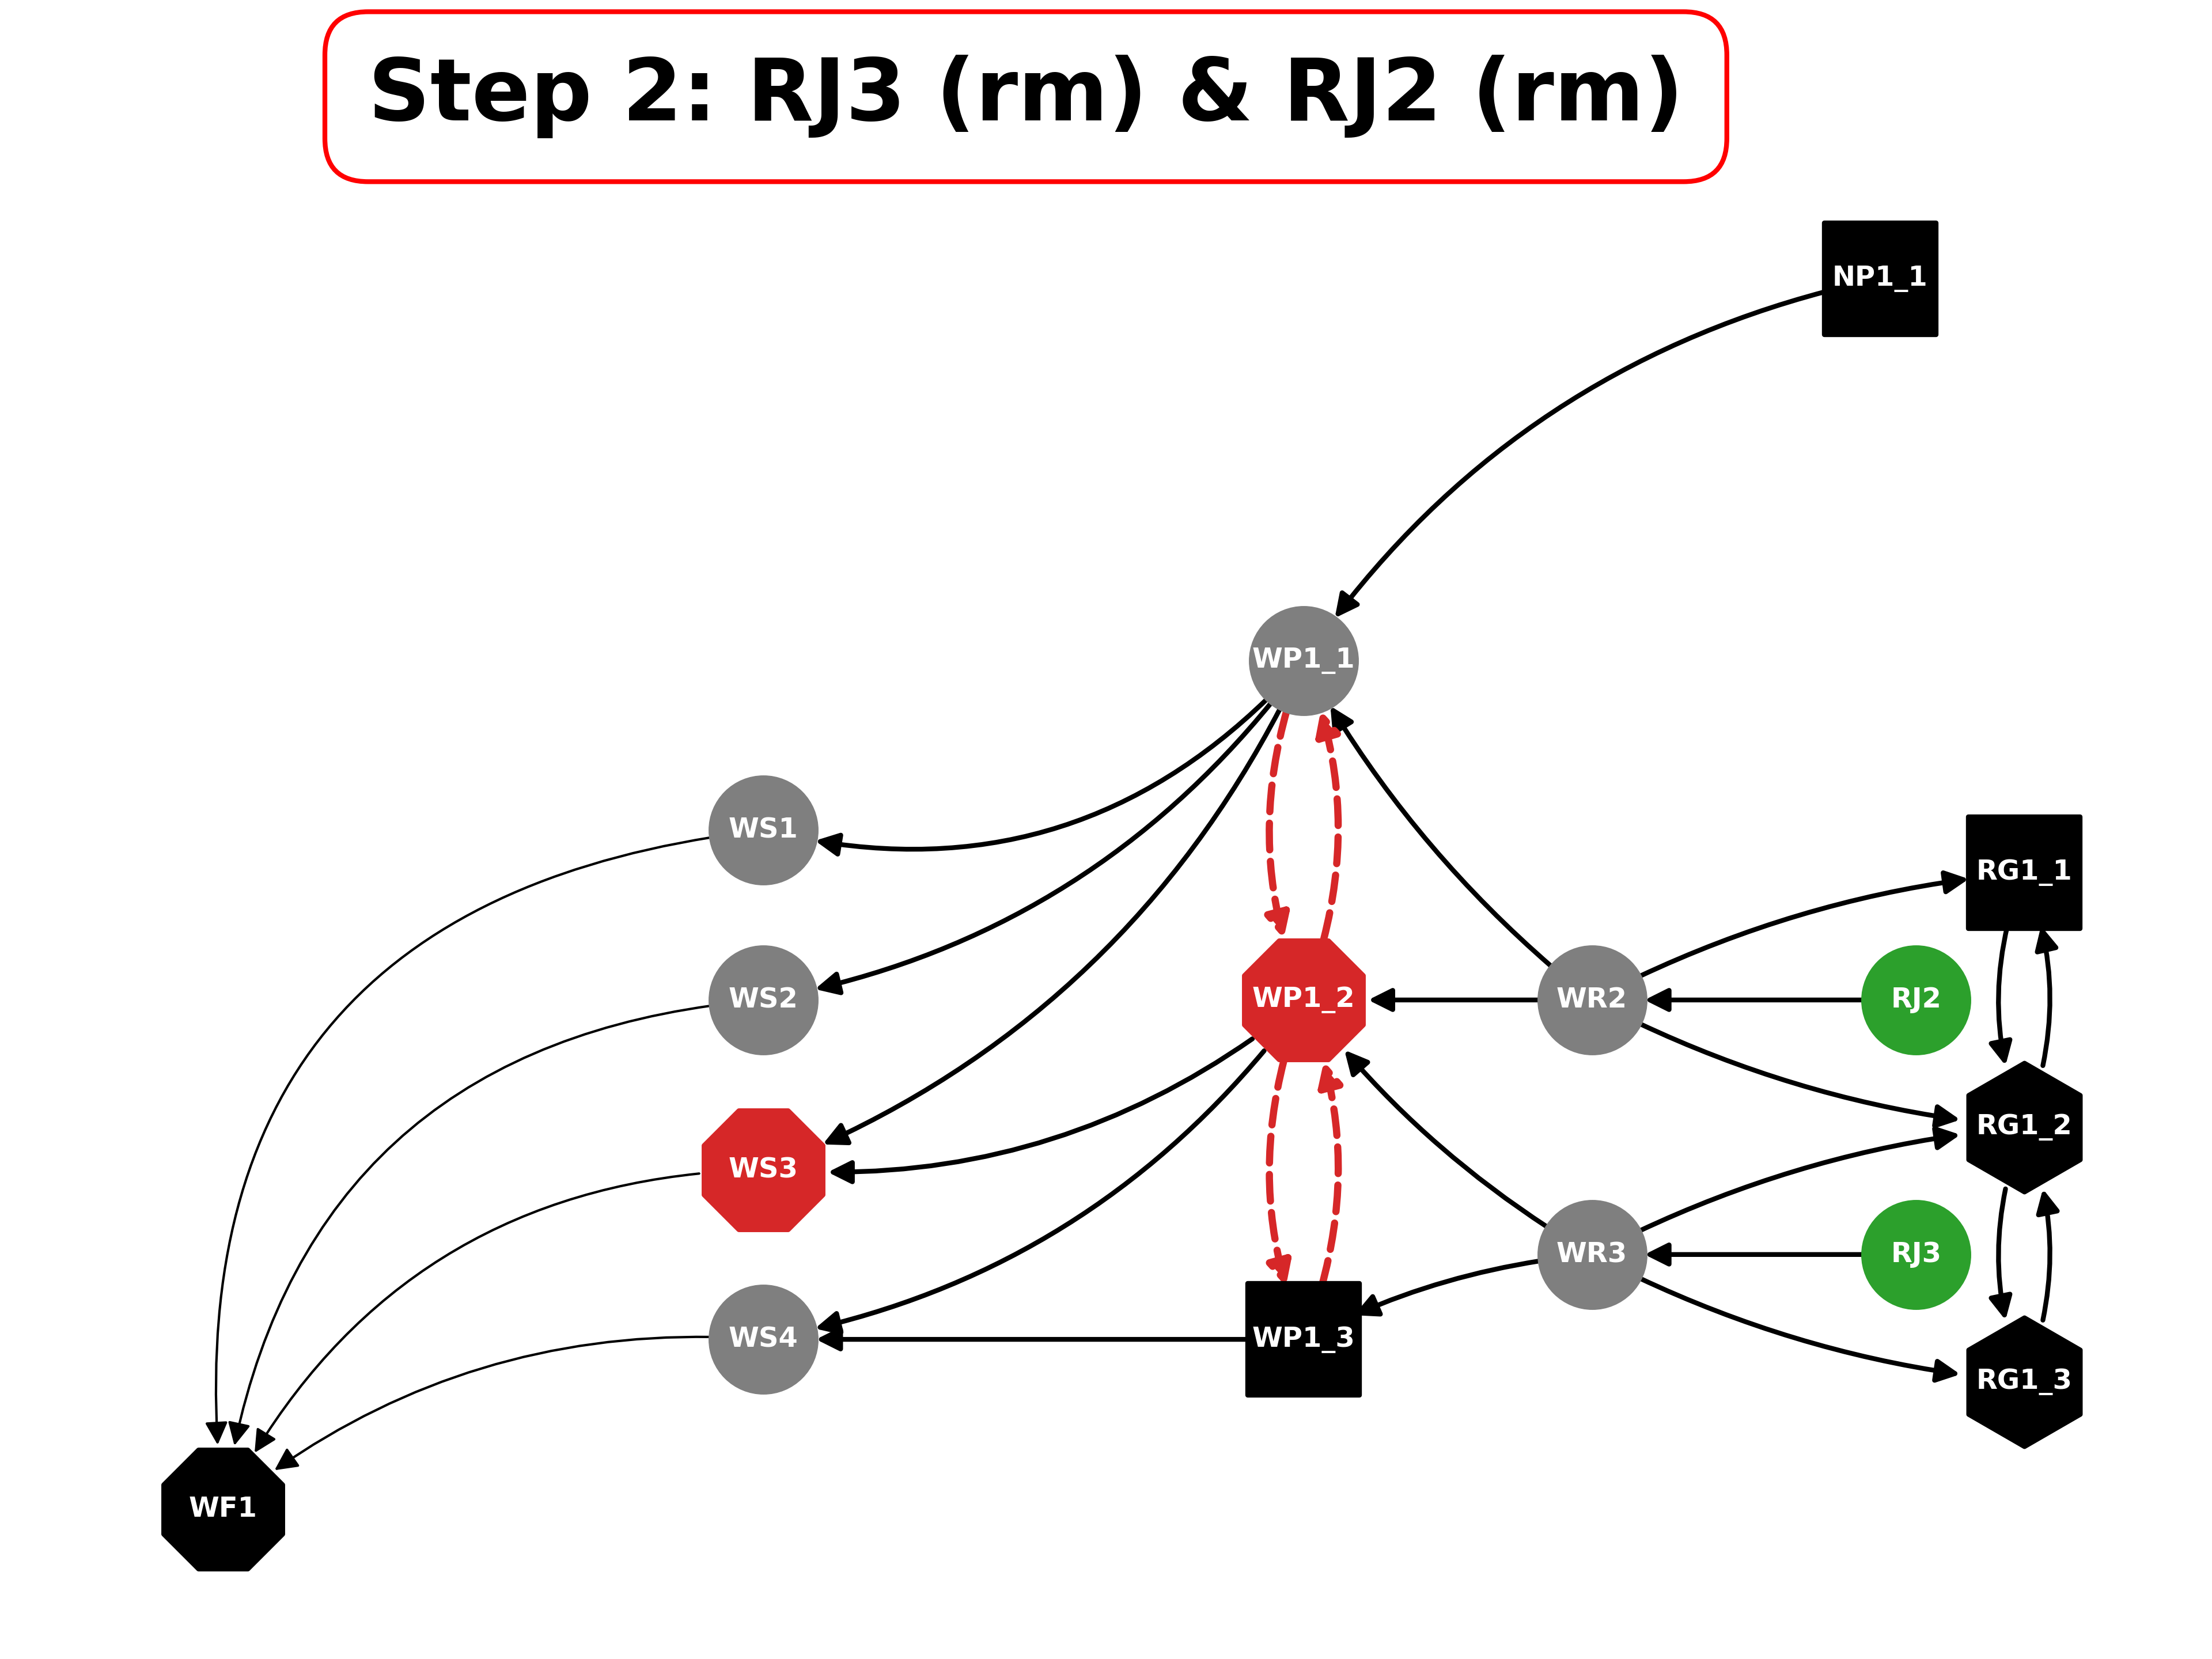 Step 2: RJ3 (rm) & RJ2 (rm)
NP1_1
WP1_1
WS1
RG1_1
WS2
WP1_2
WR2
RJ2
RG1_2
WS3
WR3
RJ3
WS4
WP1_3
RG1_3
WF1